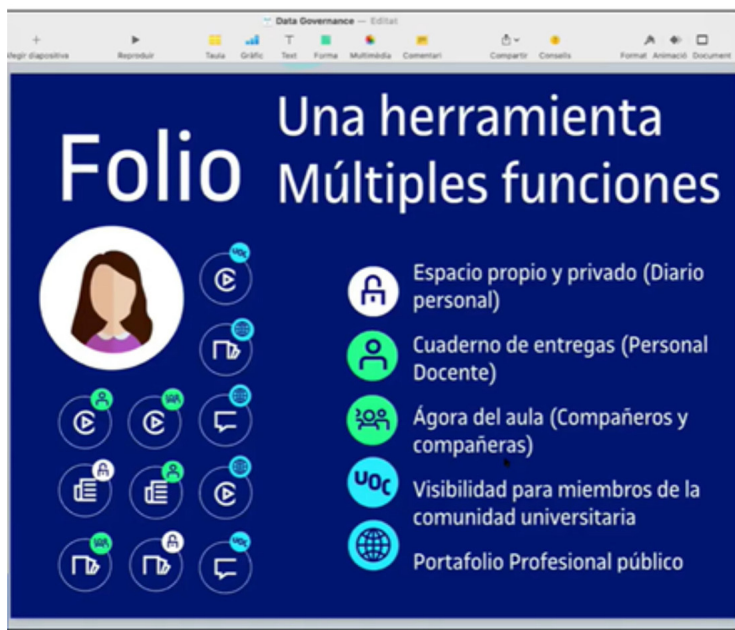 Data Governance — Editat
Afegir diapositiva
Reproduir
Taula
Gràfic
Text
Forma
Multimèdia
Comentari
Compartir
Consells
Format
Animació
Document
Folio
Una herramienta
Múltiples funciones
Espacio propio y privado (Diario
personal)
Cuaderno de entregas (Personal
Docente)
Ágora del aula (Compañeros y
compañeras)
UOC
Visibilidad para miembros de la
comunidad universitaria
Portafolio Profesional público
UOC
UOC